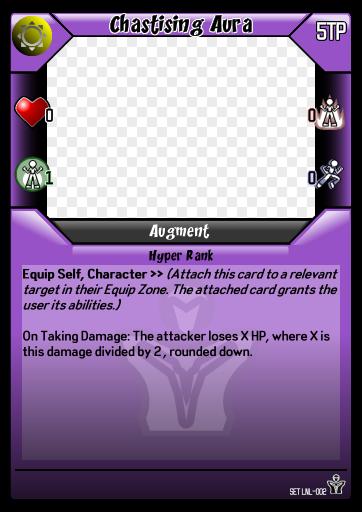 Chastising Aura
5TP
0
0
1
0
Augment
Hyper Rank
Equip Self, Character >> (Attach this card to a relevant
target in their Equip Zone. The attached card grants the
user its abilities.)
On Taking Damage: The attacker loses X HP, where X is
this damage divided by 2, rounded down.
SET LNL-002